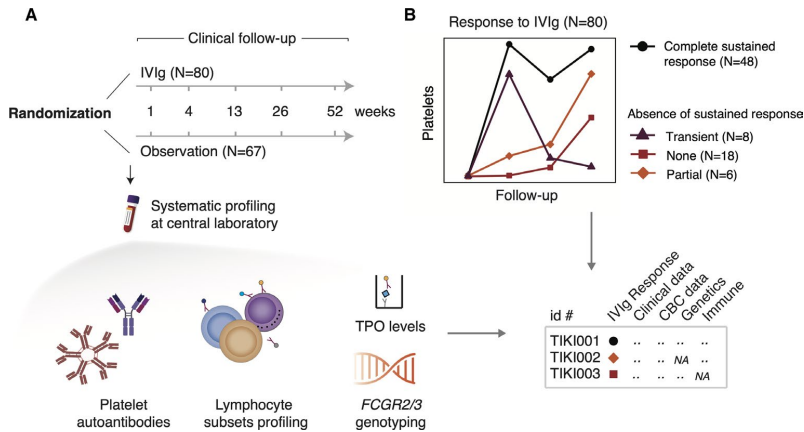 A
Clinical follow-up
IVIg (N=80)
Randomization
1 4 13 26 52 weeks
Observation (N=67)
Systematic profiling
at central laboratory
Platelet
autoantibodies
Lymphocyte
subsets profiling
TPO levels
FCGR2/3
genotyping
B
Response to IVIg (N=80)
Platelets
Follow-up
Complete sustained
response (N=48)
Absence of sustained response
Transient (N=8)
None (N=18)
Partial (N=6)
id #
IVIg Response
Clinical data
CBC data
Genetics
Immune
TIKI001 .. .. .. ..
TIKI002 .. .. NA ..
TIKI003 .. .. .. NA